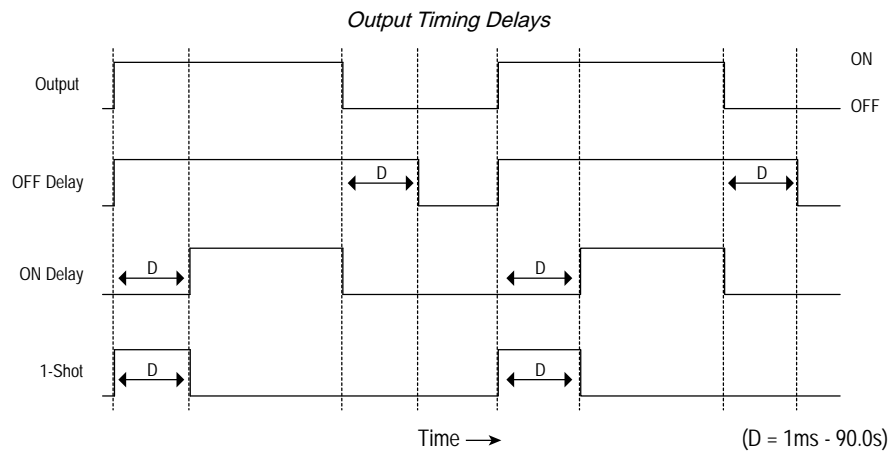 Output Timing Delays
ON
Output
OFF
OFF Delay
D
D
ON Delay
D
D
1-Shot
D
D
Time
(D = 1ms - 90.0s)